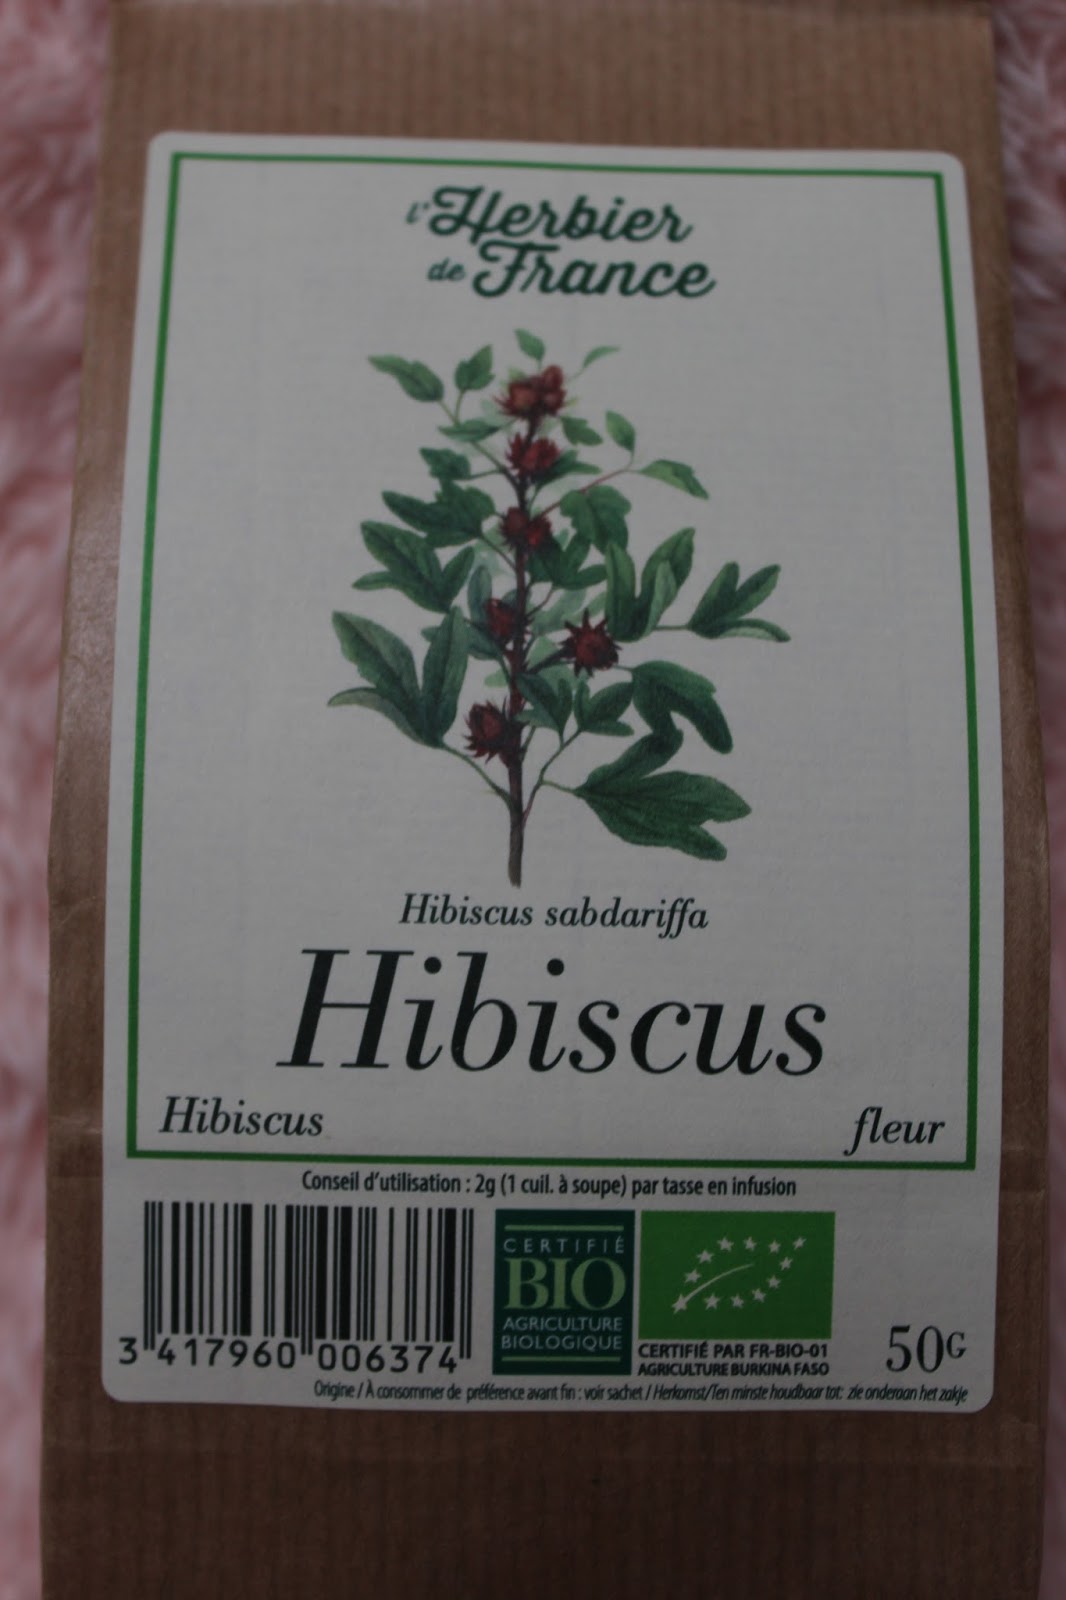 l'Herbier
de France
Hibiscus sabdariffa
Hibiscus
Hibiscus
fleur
Conseil d'utilisation : 2g (1 cuil. à soupe) par tasse en infusion
3 417960 006374
CERTIFIÉ
BIO
AGRICULTURE
BIOLOGIQUE
CERTIFIÉ PAR FR-BIO-01
AGRICULTURE BURKINA FASO
50G
Origine / À consommer de préférence avant fin : voir sachet / Herkomst/Ten minste houdbaar tot: zie onderaan het zakje